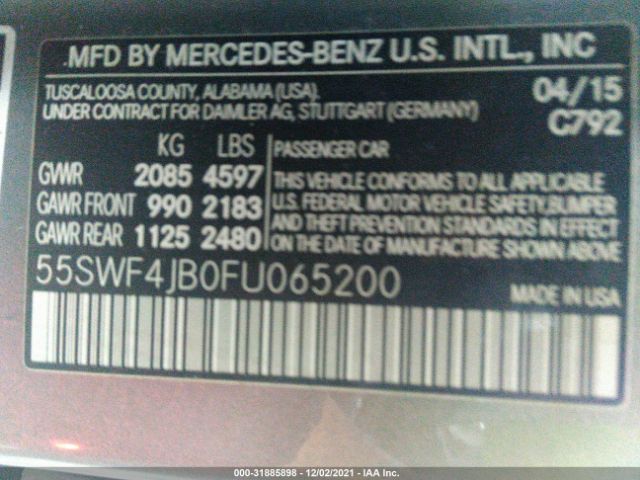 MFD BY MERCEDES-BENZ U.S. INTL., INC
TUSCALOOSA COUNTY, ALABAMA (USA). 04/15
UNDER CONTRACT FOR DAIMLER AG, STUTTGART (GERMANY) C792
KG LBS PASSENGER CAR
GVWR 2085 4597 THIS VEHICLE CONFORMS TO ALL APPLICABLE
GAWR FRONT 990 2183 U.S. FEDERAL MOTOR VEHICLE SAFETY, BUMPER
GAWR REAR 1125 2480 AND THEFT PREVENTION STANDARDS IN EFFECT
ON THE DATE OF MANUFACTURE SHOWN ABOVE.
55SWF4JB0FU065200 MADE IN USA
000-31885898 - 12/02/2021 - IAA Inc.